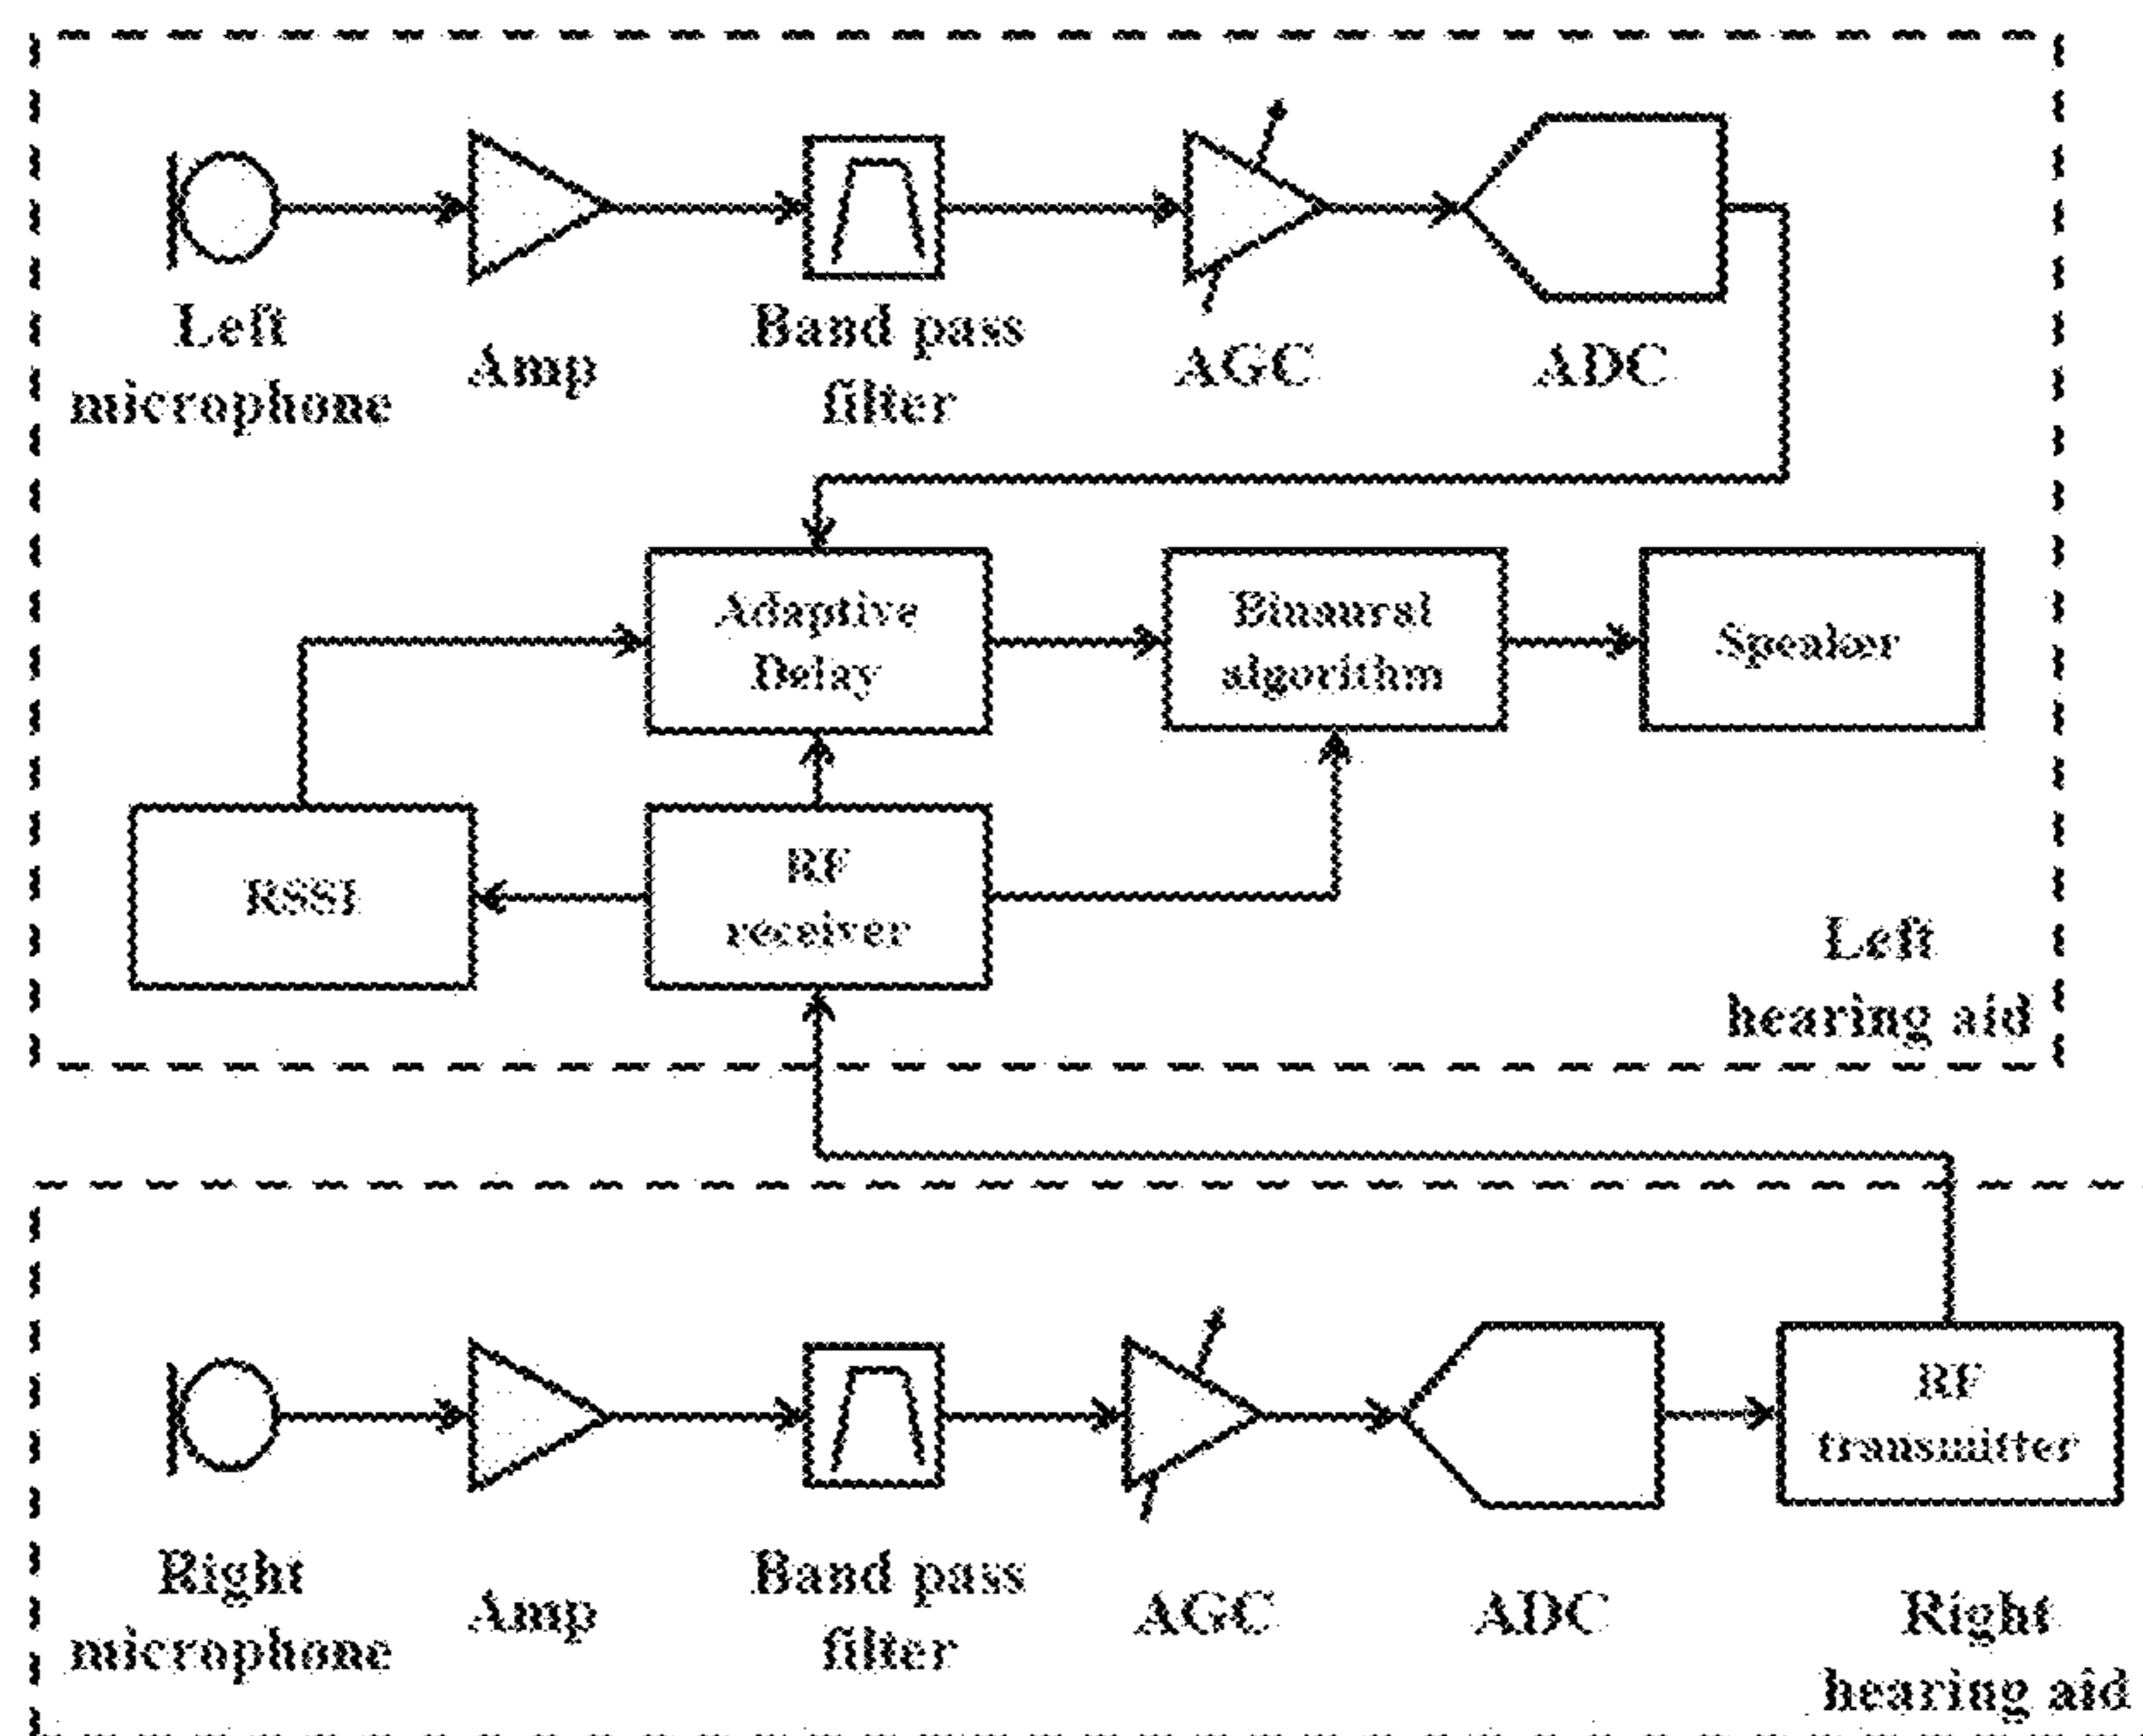 Left
microphone
Amp
Band pass
filter
AGC
ADC
Adaptive
Delay
Binaural
algorithm
Speaker
RSSI
RF
receiver
Left
hearing aid
RF
transmitter
Right
microphone
Amp
Band pass
filter
AGC
ADC
Right
hearing aid